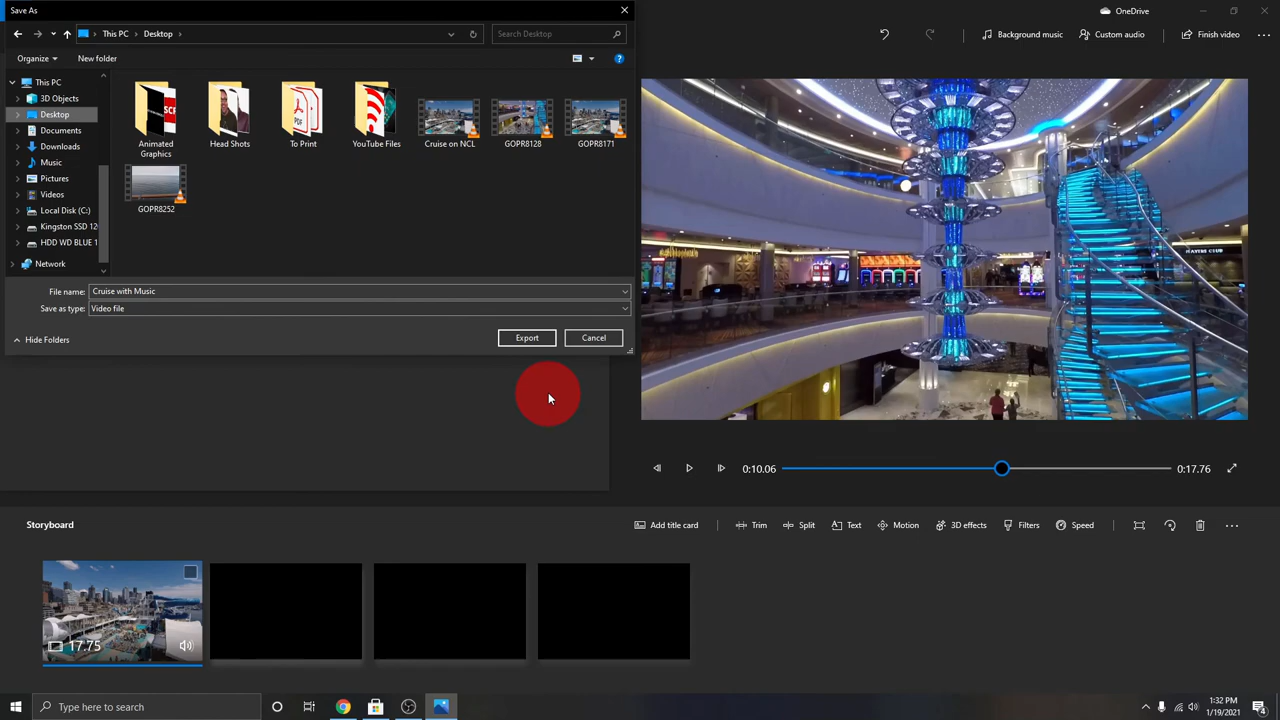 Save As
OneDrive
This PC
Desktop
Search Desktop
Background music
Custom audio
Finish video
Organize
New folder
This PC
3D Objects
Desktop
Documents
Downloads
Music
Pictures
Videos
Local Disk (C:)
Kingston SSD 12
HDD WD BLUE 1
Network
Animated
Graphics
Head Shots
To Print
YouTube Files
Cruise on NCL
GOPR8128
GOPR8171
GOPR8252
PDF
File name:
Cruise with Music
Save as type:
Video file
Hide Folders
Export
Cancel
PLAYERS CLUB
0:10.06
0:17.76
Storyboard
Add title card
Trim
Split
Text
Motion
3D effects
Filters
Speed
17.75
Type here to search
1:32 PM
1/19/2021
4